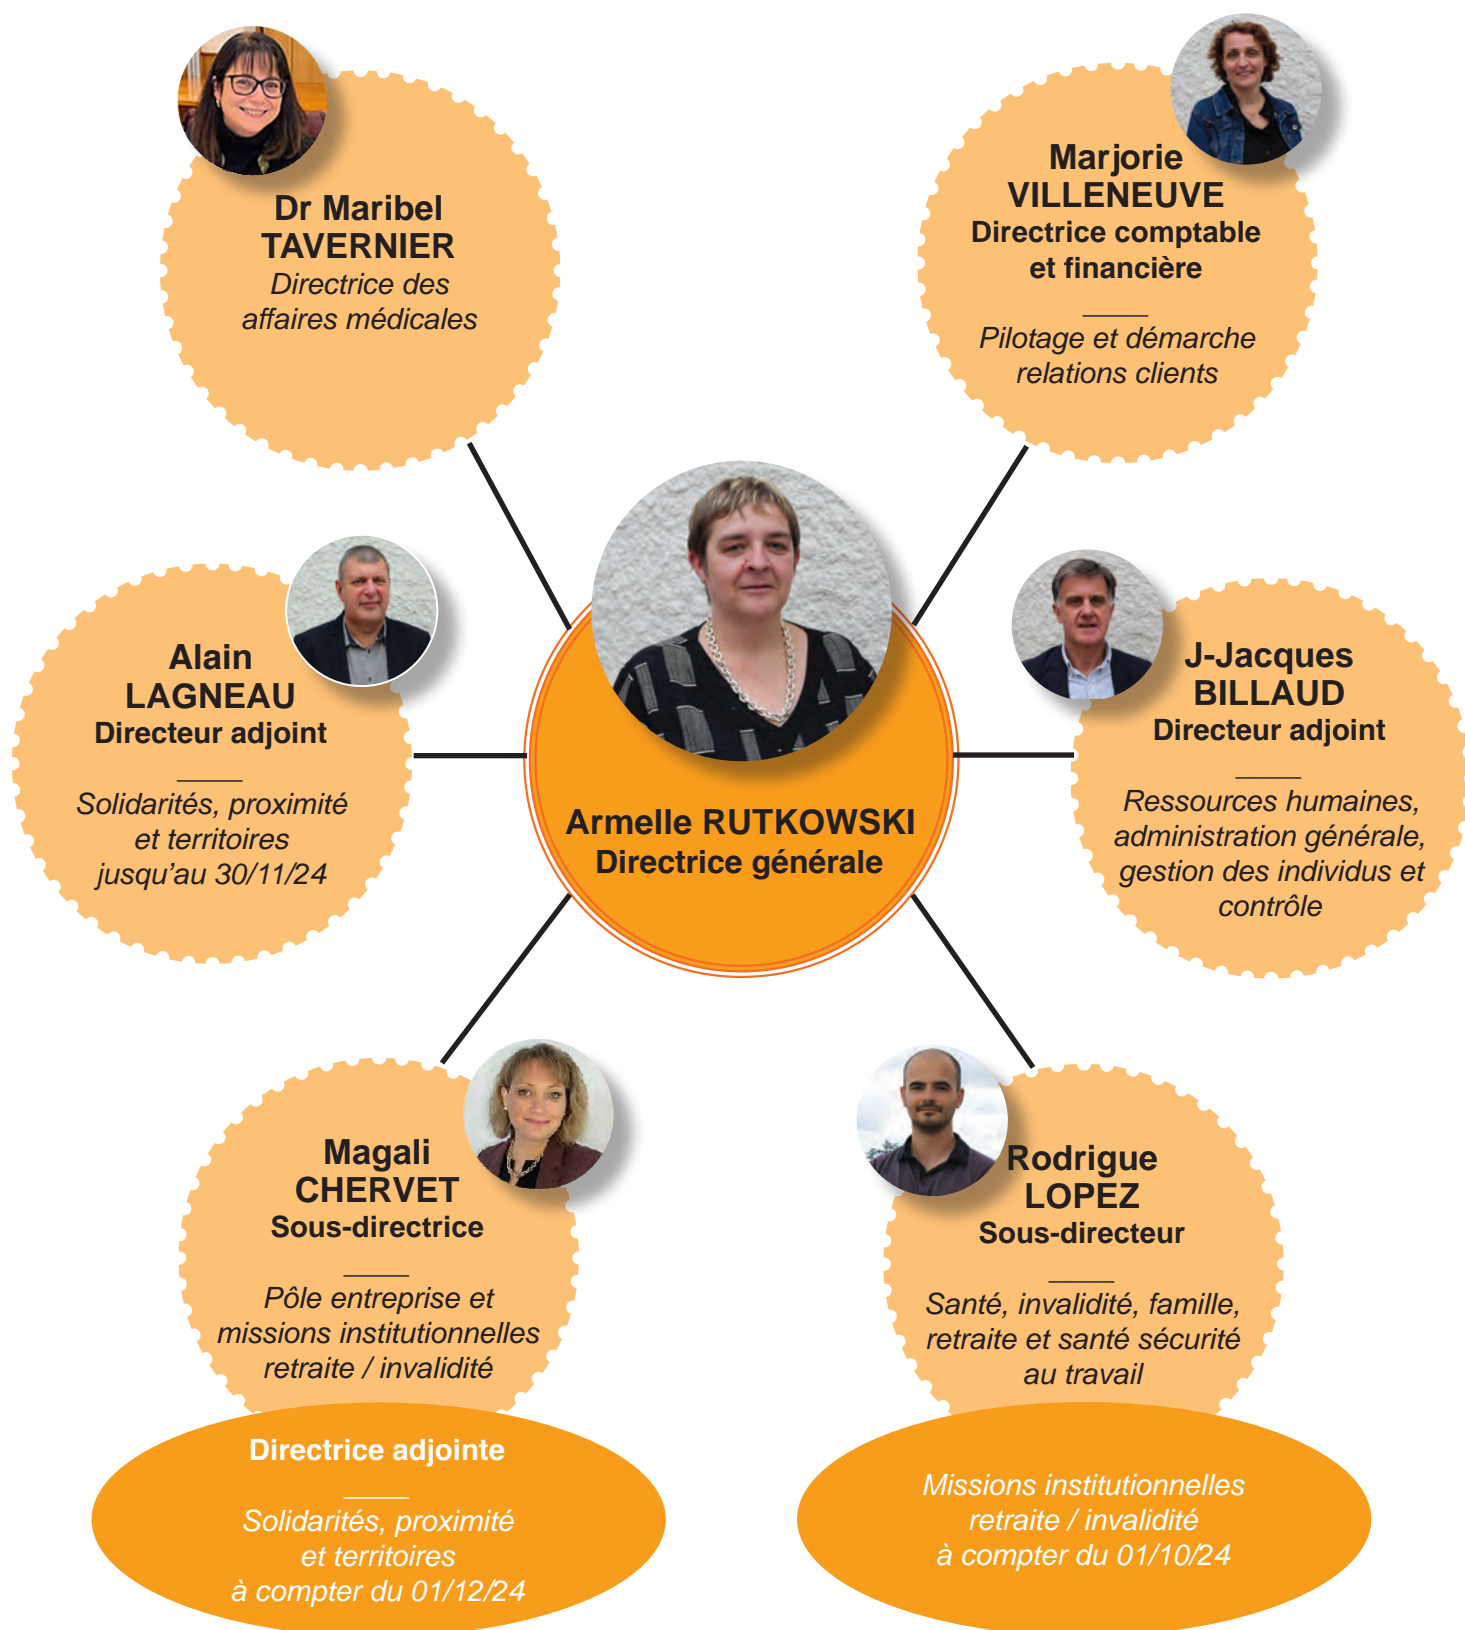 Dr Maribel
TAVERNIER
Directrice des
affaires médicales
Marjorie
VILLENEUVE
Directrice comptable
et financière
Pilotage et démarche
relations clients
Alain
LAGNEAU
Directeur adjoint
Solidarités, proximité
et territoires
jusqu'au 30/11/24
Armelle RUTKOWSKI
Directrice générale
J-Jacques
BILLAUD
Directeur adjoint
Ressources humaines,
administration générale,
gestion des individus et
contrôle
Magali
CHERVET
Sous-directrice
Pôle entreprise et
missions institutionnelles
retraite / invalidité
Directrice adjointe
Solidarités, proximité
et territoires
à compter du 01/12/24
Rodrigue
LOPEZ
Sous-directeur
Santé, invalidité, famille,
retraite et santé sécurité
au travail
Missions institutionnelles
retraite / invalidité
à compter du 01/10/24